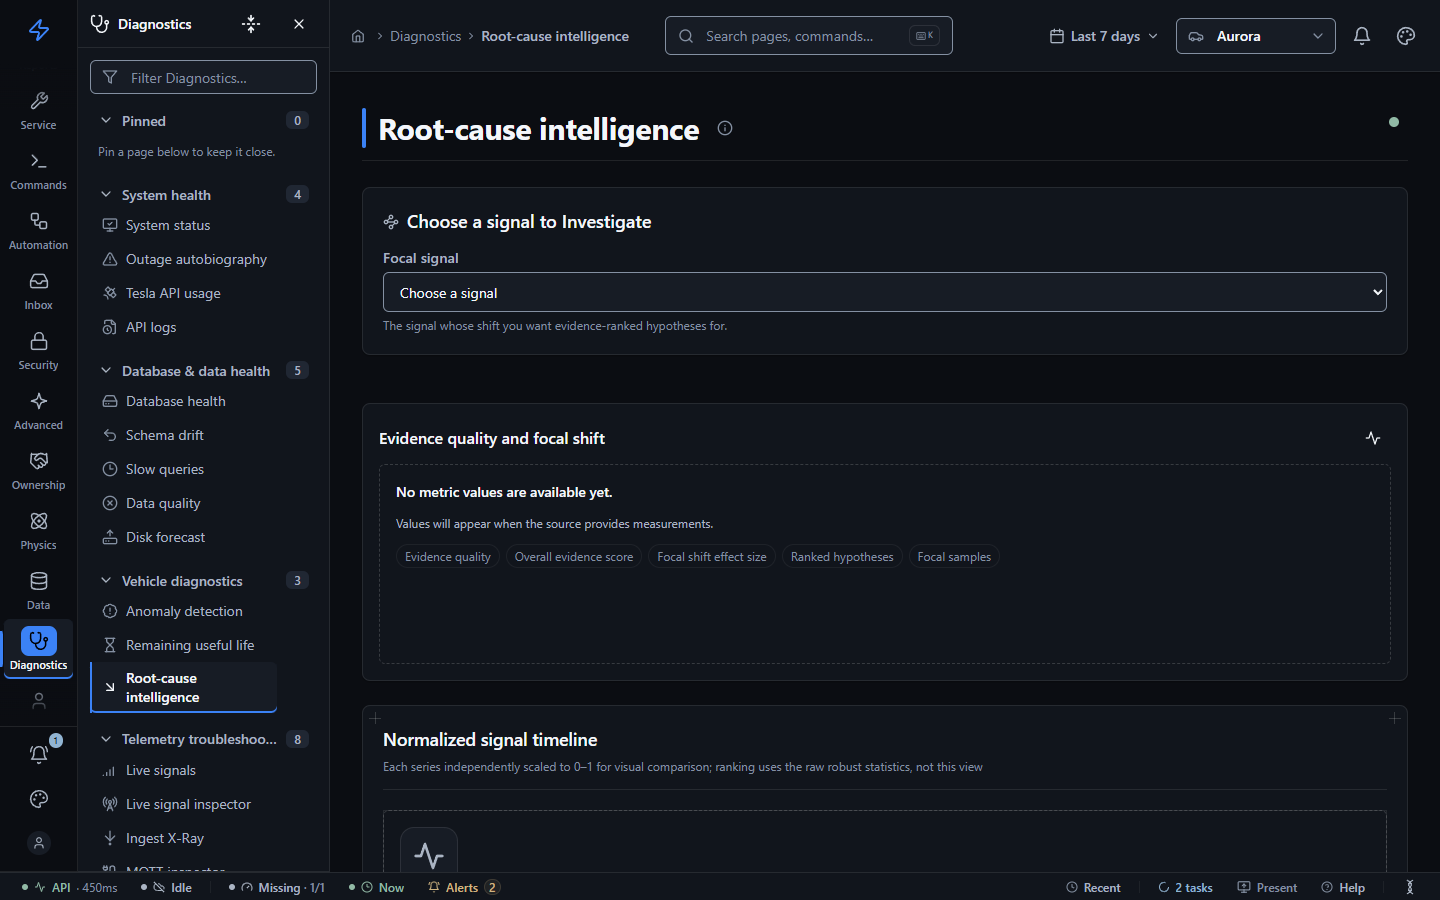 Diagnostics
Filter Diagnostics...
Pinned
0
Pin a page below to keep it close.
System health
4
System status
Outage autobiography
Tesla API usage
API logs
Database & data health
5
Database health
Schema drift
Slow queries
Data quality
Disk forecast
Vehicle diagnostics
3
Anomaly detection
Remaining useful life
Root-cause
intelligence
Telemetry troubleshoo...
8
Live signals
Live signal inspector
Ingest X-Ray
Service
Commands
Automation
Inbox
Security
Advanced
Ownership
Physics
Data
Diagnostics
1
Diagnostics
Root-cause intelligence
Search pages, commands...
K
Last 7 days
Aurora
Root-cause intelligence
Choose a signal to Investigate
Focal signal
Choose a signal
The signal whose shift you want evidence-ranked hypotheses for.
Evidence quality and focal shift
No metric values are available yet.
Values will appear when the source provides measurements.
Evidence quality
Overall evidence score
Focal shift effect size
Ranked hypotheses
Focal samples
Normalized signal timeline
Each series independently scaled to 0–1 for visual comparison; ranking uses the raw robust statistics, not this view
API · 450ms
Idle
Missing · 1/1
Now
Alerts 2
Recent
2 tasks
Present
Help